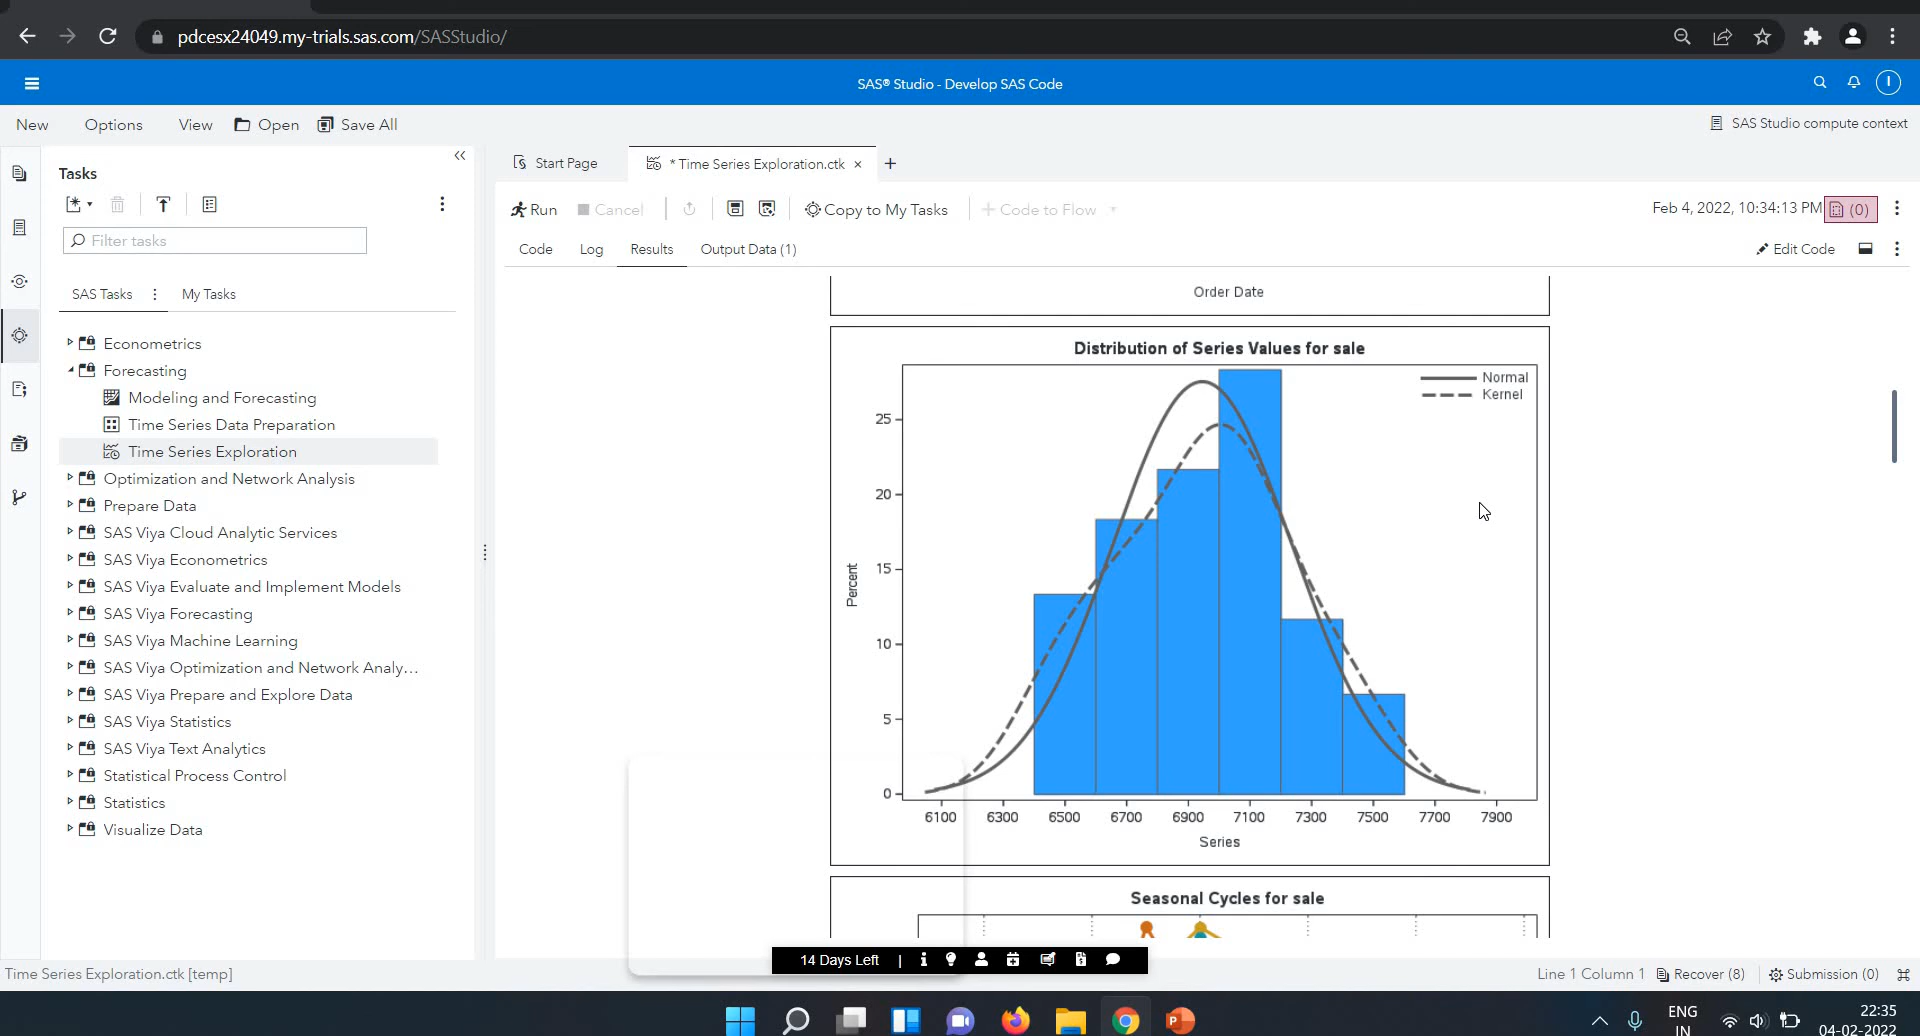 pdcesx24049.my-trials.sas.com/SASStudio/
SAS® Studio - Develop SAS Code
New Options View Open Save All
SAS Studio compute context
Tasks
Filter tasks
SAS Tasks My Tasks
Econometrics
Forecasting
Modeling and Forecasting
Time Series Data Preparation
Time Series Exploration
Optimization and Network Analysis
Prepare Data
SAS Viya Cloud Analytic Services
SAS Viya Econometrics
SAS Viya Evaluate and Implement Models
SAS Viya Forecasting
SAS Viya Machine Learning
SAS Viya Optimization and Network Analy...
SAS Viya Prepare and Explore Data
SAS Viya Statistics
SAS Viya Text Analytics
Statistical Process Control
Statistics
Visualize Data
Start Page * Time Series Exploration.ctk × +
Run Cancel Copy to My Tasks + Code to Flow
Feb 4, 2022, 10:34:13 PM (0)
Code Log Results Output Data (1)
Edit Code
Order Date
Distribution of Series Values for sale
Normal
Kernel
25
20
15
10
5
0
Percent
6100 6300 6500 6700 6900 7100 7300 7500 7700 7900
Series
Seasonal Cycles for sale
14 Days Left |
Time Series Exploration.ctk [temp]
Line 1 Column 1 Recover (8) Submission (0)
ENG
IN
22:35
04-02-2022